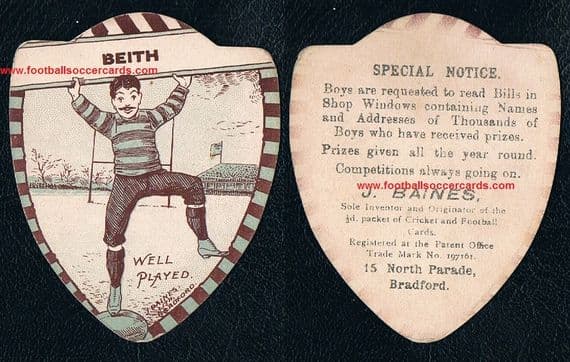 BEITH
www.footballsoccercards.com
WELL
PLAYED.
J. BAINES
BRADFORD.
SPECIAL NOTICE.
Boys are requested to read Bills in
Shop Windows containing Names
and Addresses of Thousands of
Boys who have received prizes.
Prizes given all the year round.
Competitions always going on.
www.footballsoccercards.com
J. BAINES,
Sole Inventor and Originator of the
½d. packet of Cricket and Football
Cards.
Registered at the Patent Office
Trade Mark No. 197161.
15 North Parade,
Bradford.